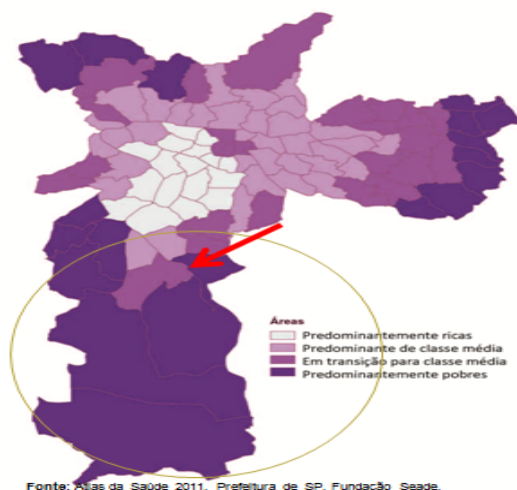 Áreas
Predominantemente ricas
Predominante de classe média
Em transição para classe média
Predominantemente pobres
Fonte: Atlas da Saúde 2011. Prefeitura de SP. Fundação Seade.